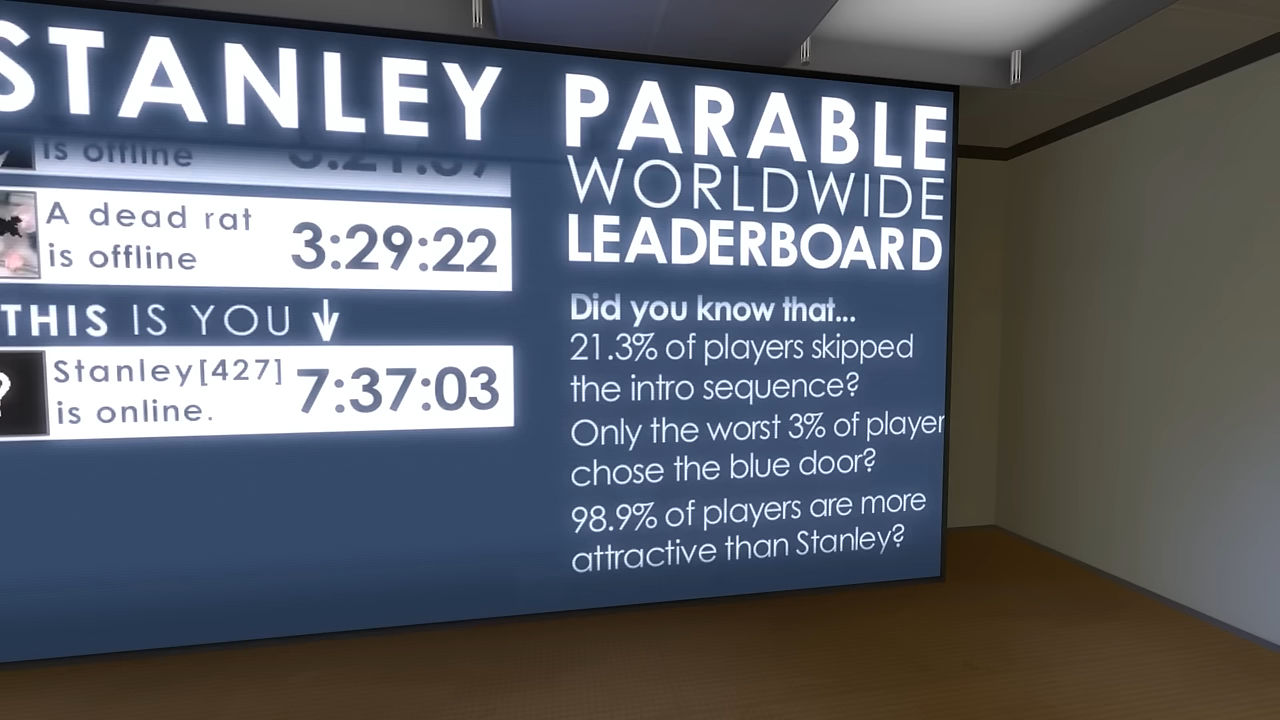 STANLEY PARABLE
WORLDWIDE
LEADERBOARD
is offline
A dead rat
is offline
3:29:22
THIS IS YOU
Stanley[427]
is online.
7:37:03
?
Did you know that...
21.3% of players skipped
the intro sequence?
Only the worst 3% of player
chose the blue door?
98.9% of players are more
attractive than Stanley?